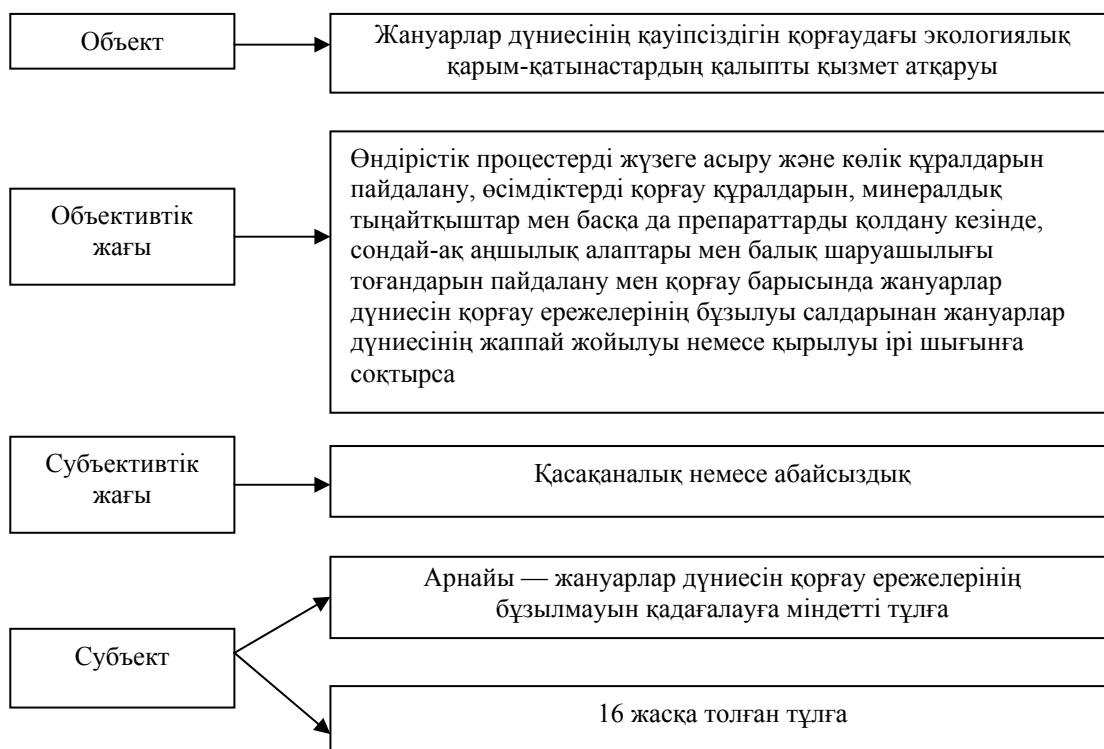 Объект
Жануарлар дүниесінің қауіпсіздігін қорғаудағы экологиялық
қарым-қатынастардың қалыпты қызмет атқаруы
Объективтік
жағы
Өндірістік процестерді жүзеге асыру және көлік құралдарын
пайдалану, өсімдіктерді қорғау құралдарын, минералдық
тыңайтқыштар мен басқа да препараттарды қолдану кезінде,
сондай-ақ аңшылық алаптары мен балық шаруашылығы
тоғандарын пайдалану мен қорғау барысында жануарлар
дүниесін қорғау ережелерінің бұзылуы салдарынан жануарлар
дүниесінің жаппай жойылуы немесе қырылуы ірі шығынға
соқтырса
Субъективтік
жағы
Қасақаналық немесе абайсыздық
Субъект
Арнайы — жануарлар дүниесін қорғау ережелерінің
бұзылмауын қадағалауға міндетті тұлға
16 жасқа толған тұлға